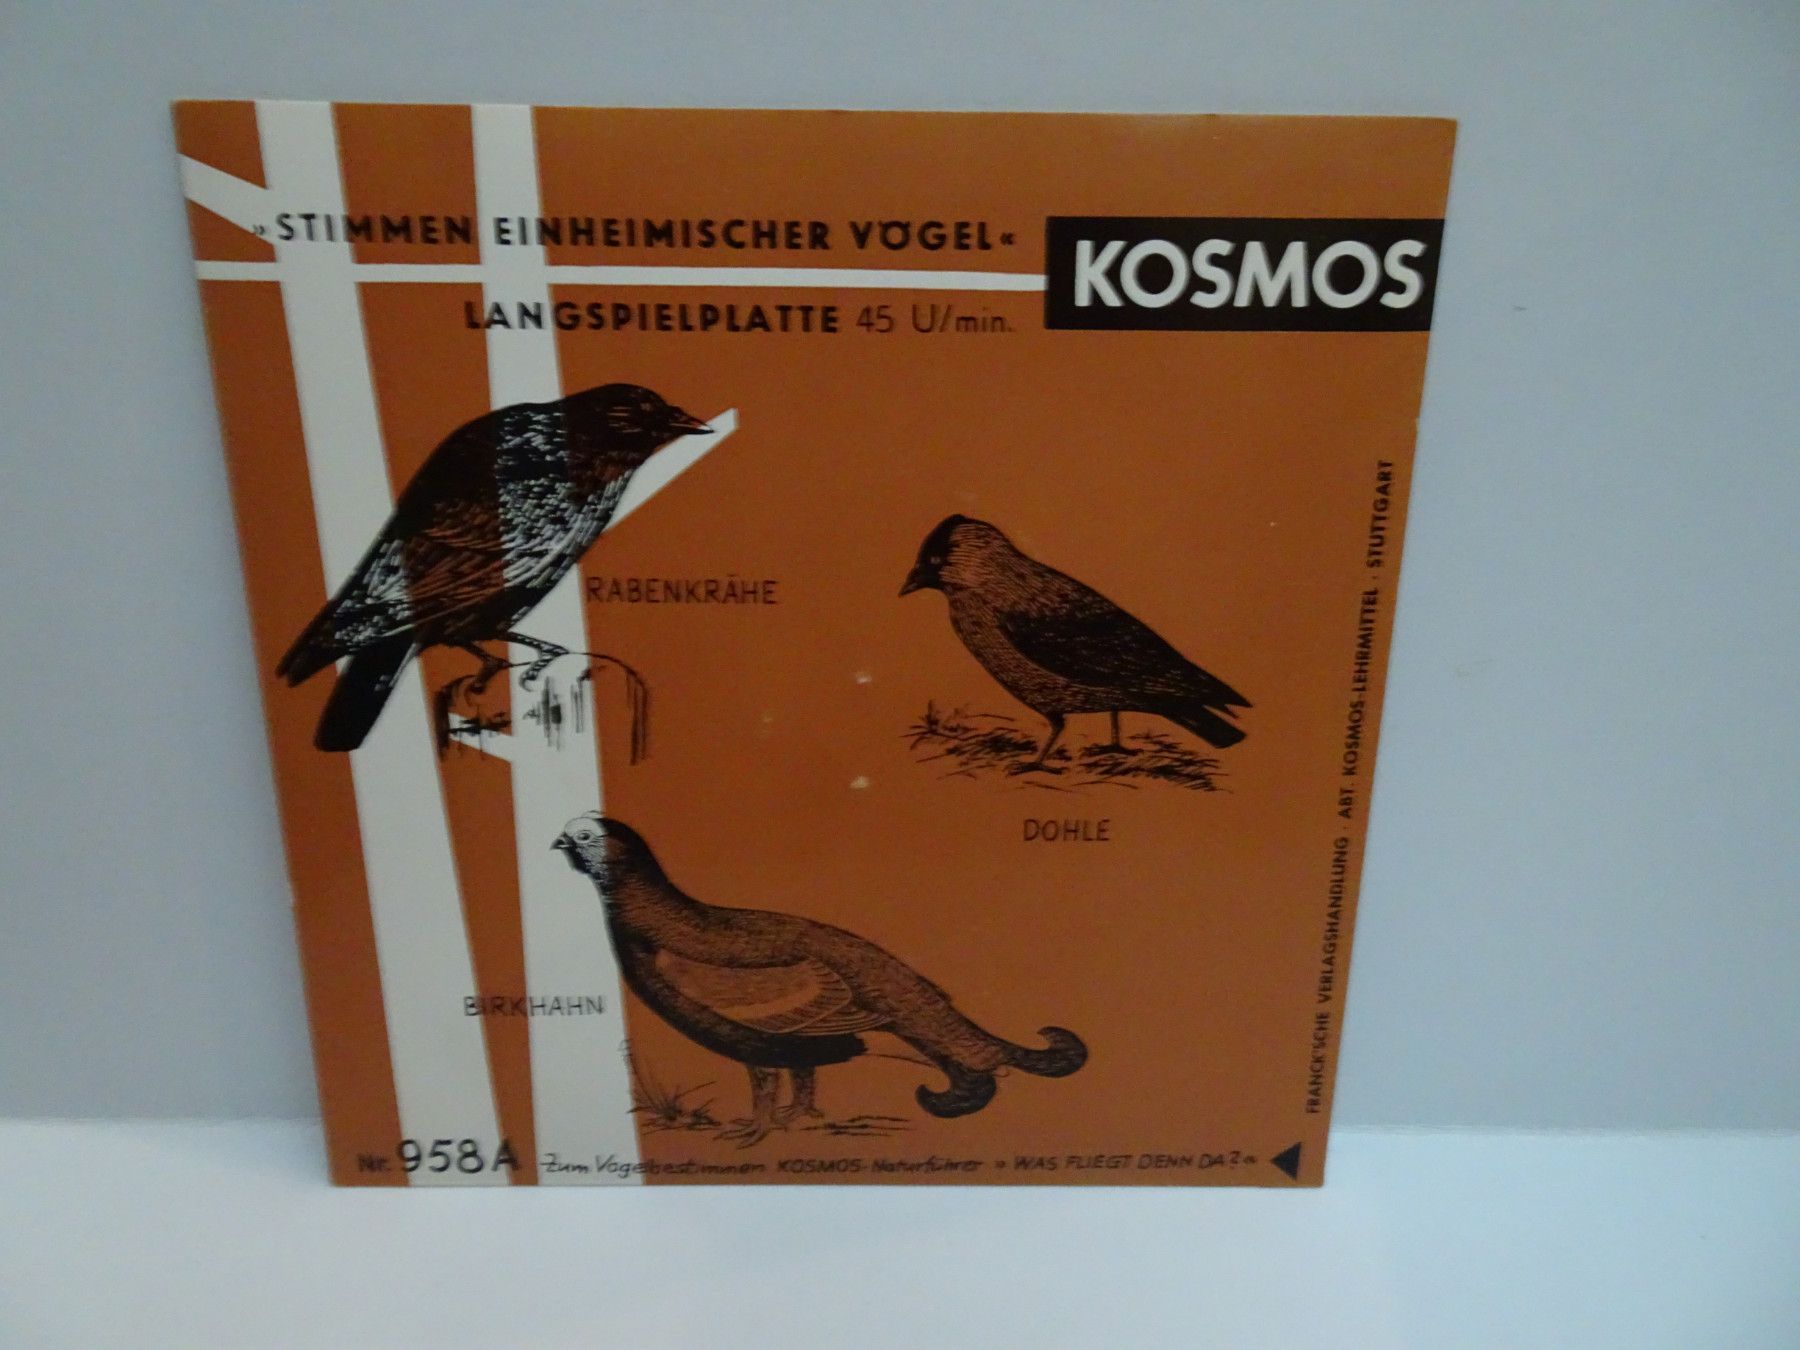 »STIMMEN EINHEIMISCHER VÖGEL«
KOSMOS
LANGSPIELPLATTE 45 U/min.
RABENKRÄHE
DOHLE
BIRKHAHN
FRANCK'SCHE VERLAGSHANDLUNG · ABT. KOSMOS-LEHRMITTEL · STUTTGART
Nr. 958 A Zum Vogelbestimmen KOSMOS-Naturführer »WAS FLIEGT DENN DA?«